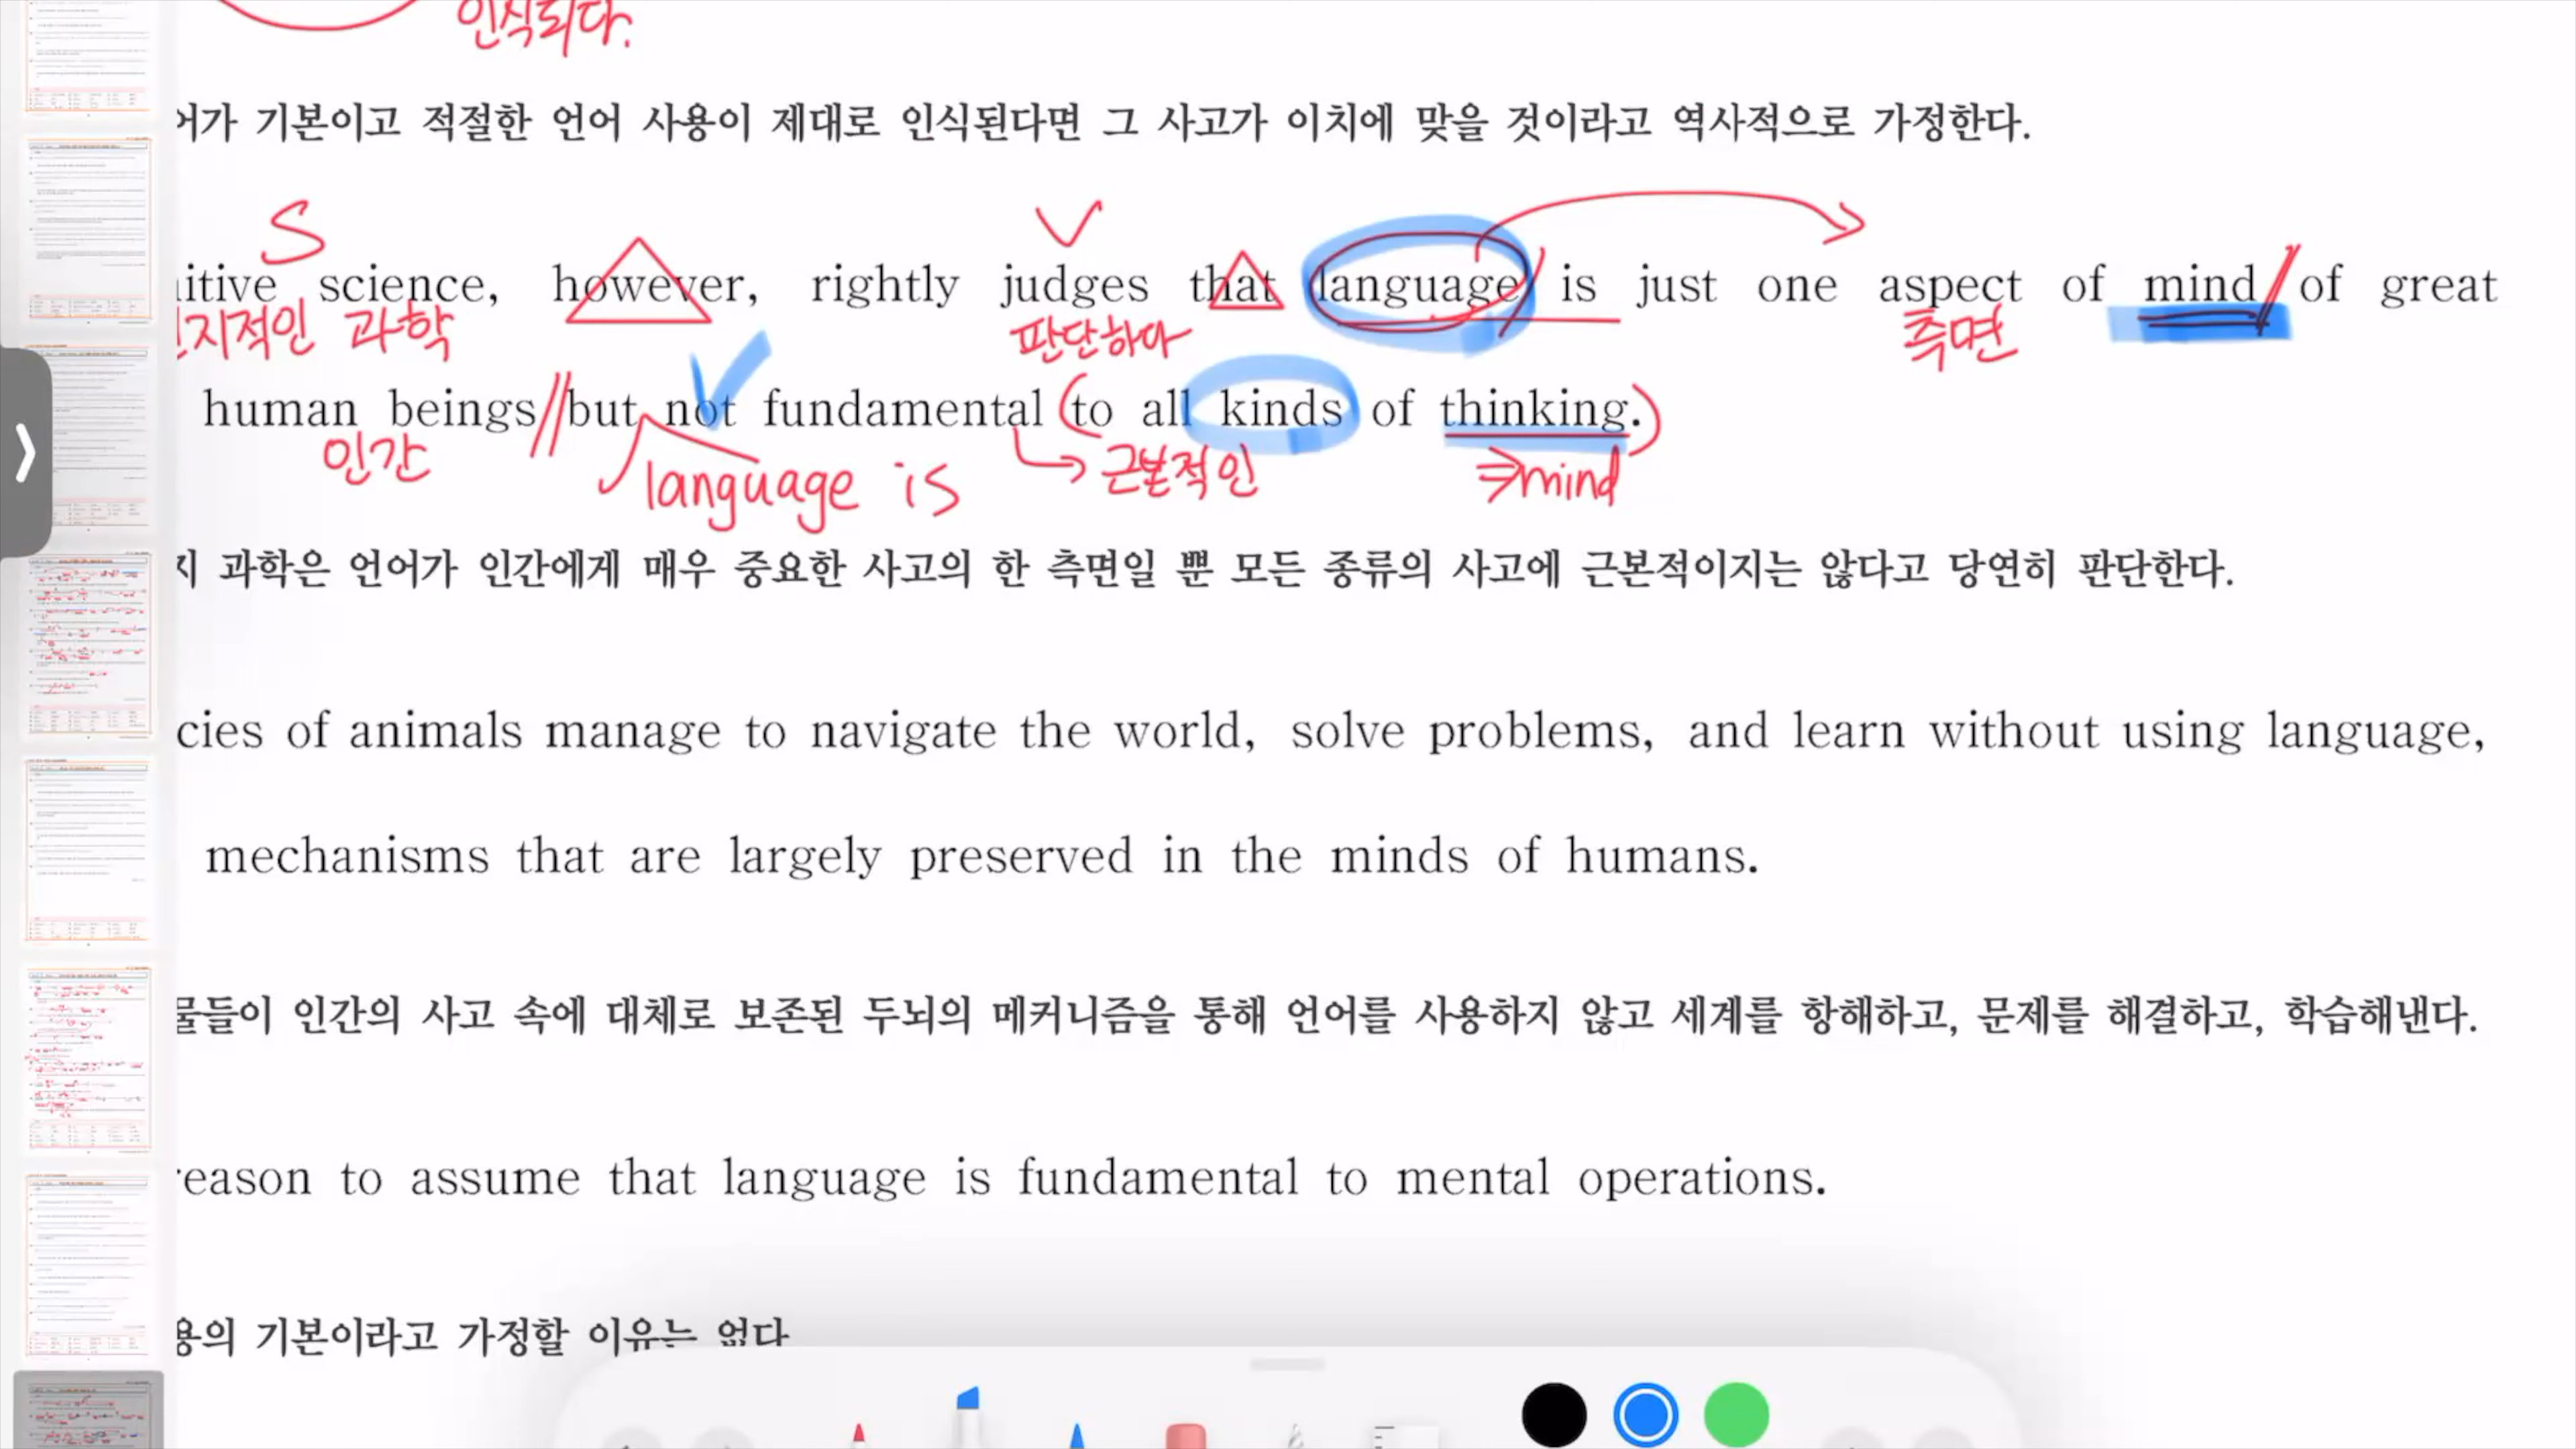 인식되다.
어가 기본이고 적절한 언어 사용이 제대로 인식된다면 그 사고가 이치에 맞을 것이라고 역사적으로 가정한다.
S V
nitive science, however, rightly judges that language is just one aspect of mind of great
인지적인 과학 판단하다 측면
human beings but not fundamental (to all kinds of thinking.)
인간 language is 근본적인 ⇒mind
지 과학은 언어가 인간에게 매우 중요한 사고의 한 측면일 뿐 모든 종류의 사고에 근본적이지는 않다고 당연히 판단한다.
cies of animals manage to navigate the world, solve problems, and learn without using language,
mechanisms that are largely preserved in the minds of humans.
물들이 인간의 사고 속에 대체로 보존된 두뇌의 메커니즘을 통해 언어를 사용하지 않고 세계를 항해하고, 문제를 해결하고, 학습해낸다.
reason to assume that language is fundamental to mental operations.
용의 기본이라고 가정할 이유는 없다